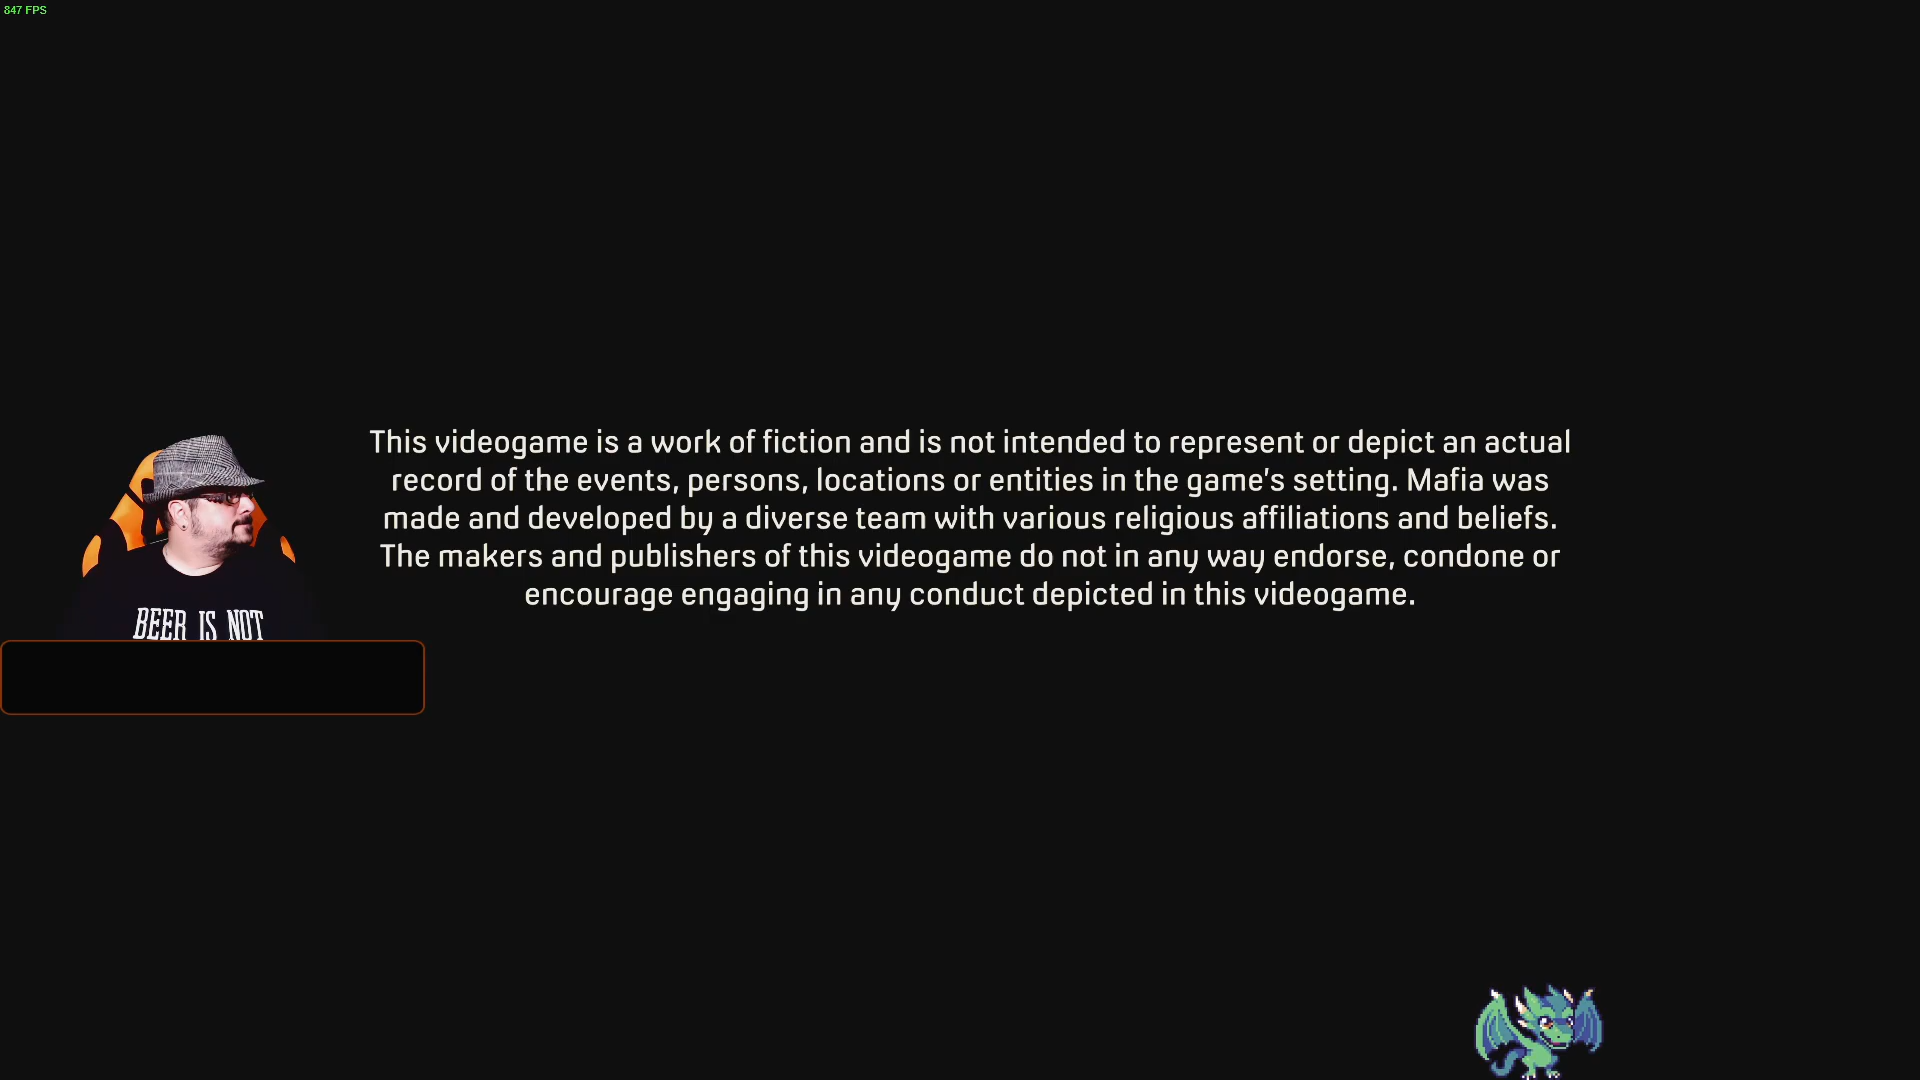 847 FPS
This videogame is a work of fiction and is not intended to represent or depict an actual
record of the events, persons, locations or entities in the game's setting. Mafia was
made and developed by a diverse team with various religious affiliations and beliefs.
The makers and publishers of this videogame do not in any way endorse, condone or
encourage engaging in any conduct depicted in this videogame.
BEER IS NOT